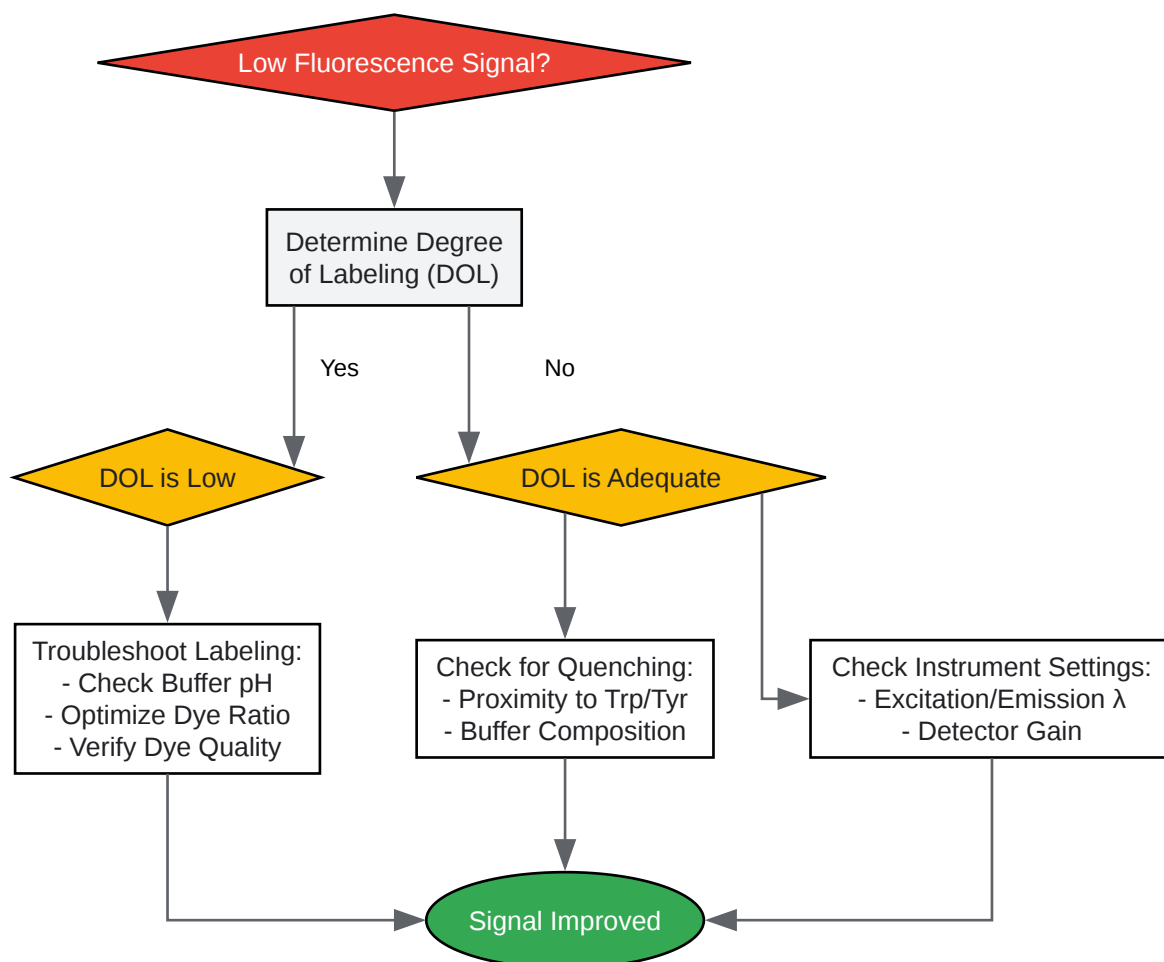 Low Fluorescence Signal?
Determine Degree
of Labeling (DOL)
Yes
No
DOL is Low
DOL is Adequate
Troubleshoot Labeling:
- Check Buffer pH
- Optimize Dye Ratio
- Verify Dye Quality
Check for Quenching:
- Proximity to Trp/Tyr
- Buffer Composition
Check Instrument Settings:
- Excitation/Emission λ
- Detector Gain
Signal Improved